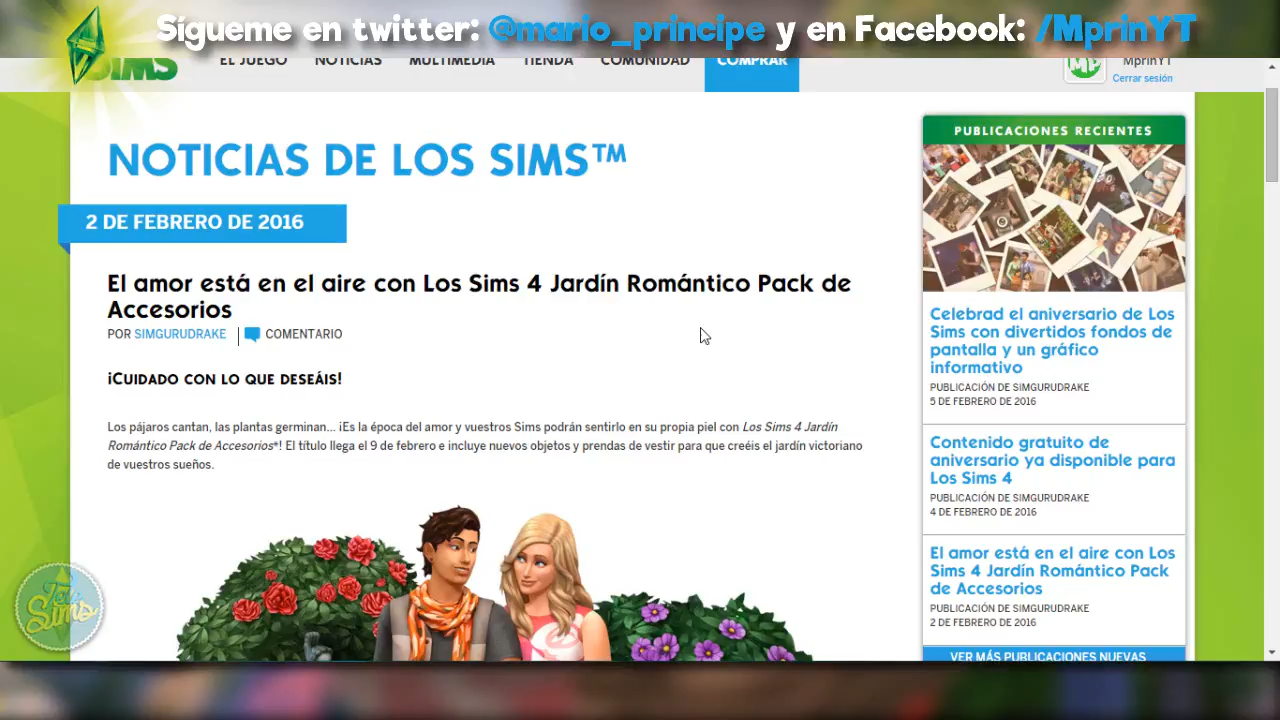 Sígueme en twitter: @mario_principe y en Facebook: /MprinYT
SIMS
EL JUEGO NOTICIAS MULTIMEDIA TIENDA COMUNIDAD COMPRAR
MP
MprinYT
Cerrar sesión
NOTICIAS DE LOS SIMS™
2 DE FEBRERO DE 2016
El amor está en el aire con Los Sims 4 Jardín Romántico Pack de
Accesorios
POR SIMGURUDRAKE | COMENTARIO
¡CUIDADO CON LO QUE DESEÁIS!
Los pájaros cantan, las plantas germinan... ¡Es la época del amor y vuestros Sims podrán sentirlo en su propia piel con Los Sims 4 Jardín
Romántico Pack de Accesorios*! El título llega el 9 de febrero e incluye nuevos objetos y prendas de vestir para que creéis el jardín victoriano
de vuestros sueños.
PUBLICACIONES RECIENTES
Celebrad el aniversario de Los
Sims con divertidos fondos de
pantalla y un gráfico
informativo
PUBLICACIÓN DE SIMGURUDRAKE
5 DE FEBRERO DE 2016
Contenido gratuito de
aniversario ya disponible para
Los Sims 4
PUBLICACIÓN DE SIMGURUDRAKE
4 DE FEBRERO DE 2016
El amor está en el aire con Los
Sims 4 Jardín Romántico Pack
de Accesorios
PUBLICACIÓN DE SIMGURUDRAKE
2 DE FEBRERO DE 2016
VER MÁS PUBLICACIONES NUEVAS
Sims